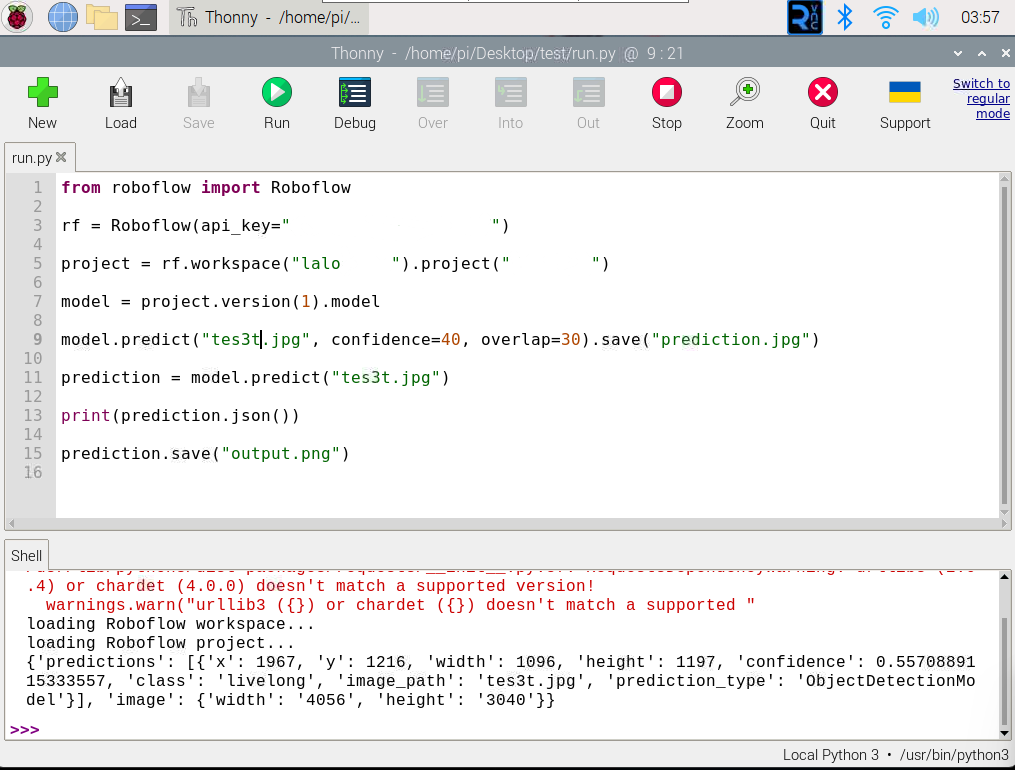 Thonny - /home/pi/...
VNC
03:57
Thonny - /home/pi/Desktop/test/run.py @ 9:21
New Load Save Run Debug Over Into Out Stop Zoom Quit Support
Switch to
regular
mode
run.py
1 from roboflow import Roboflow
2
3 rf = Roboflow(api_key=" ")
4
5 project = rf.workspace("lalo ").project(" ")
6
7 model = project.version(1).model
8
9 model.predict("tes3t.jpg", confidence=40, overlap=30).save("prediction.jpg")
10
11 prediction = model.predict("tes3t.jpg")
12
13 print(prediction.json())
14
15 prediction.save("output.png")
16
Shell
.4) or chardet (4.0.0) doesn't match a supported version!
warnings.warn("urllib3 ({}) or chardet ({}) doesn't match a supported "
loading Roboflow workspace...
loading Roboflow project...
{'predictions': [{'x': 1967, 'y': 1216, 'width': 1096, 'height': 1197, 'confidence': 0.55708891
15333557, 'class': 'livelong', 'image_path': 'tes3t.jpg', 'prediction_type': 'ObjectDetectionMo
del'}], 'image': {'width': '4056', 'height': '3040'}}
>>>
Local Python 3 • /usr/bin/python3